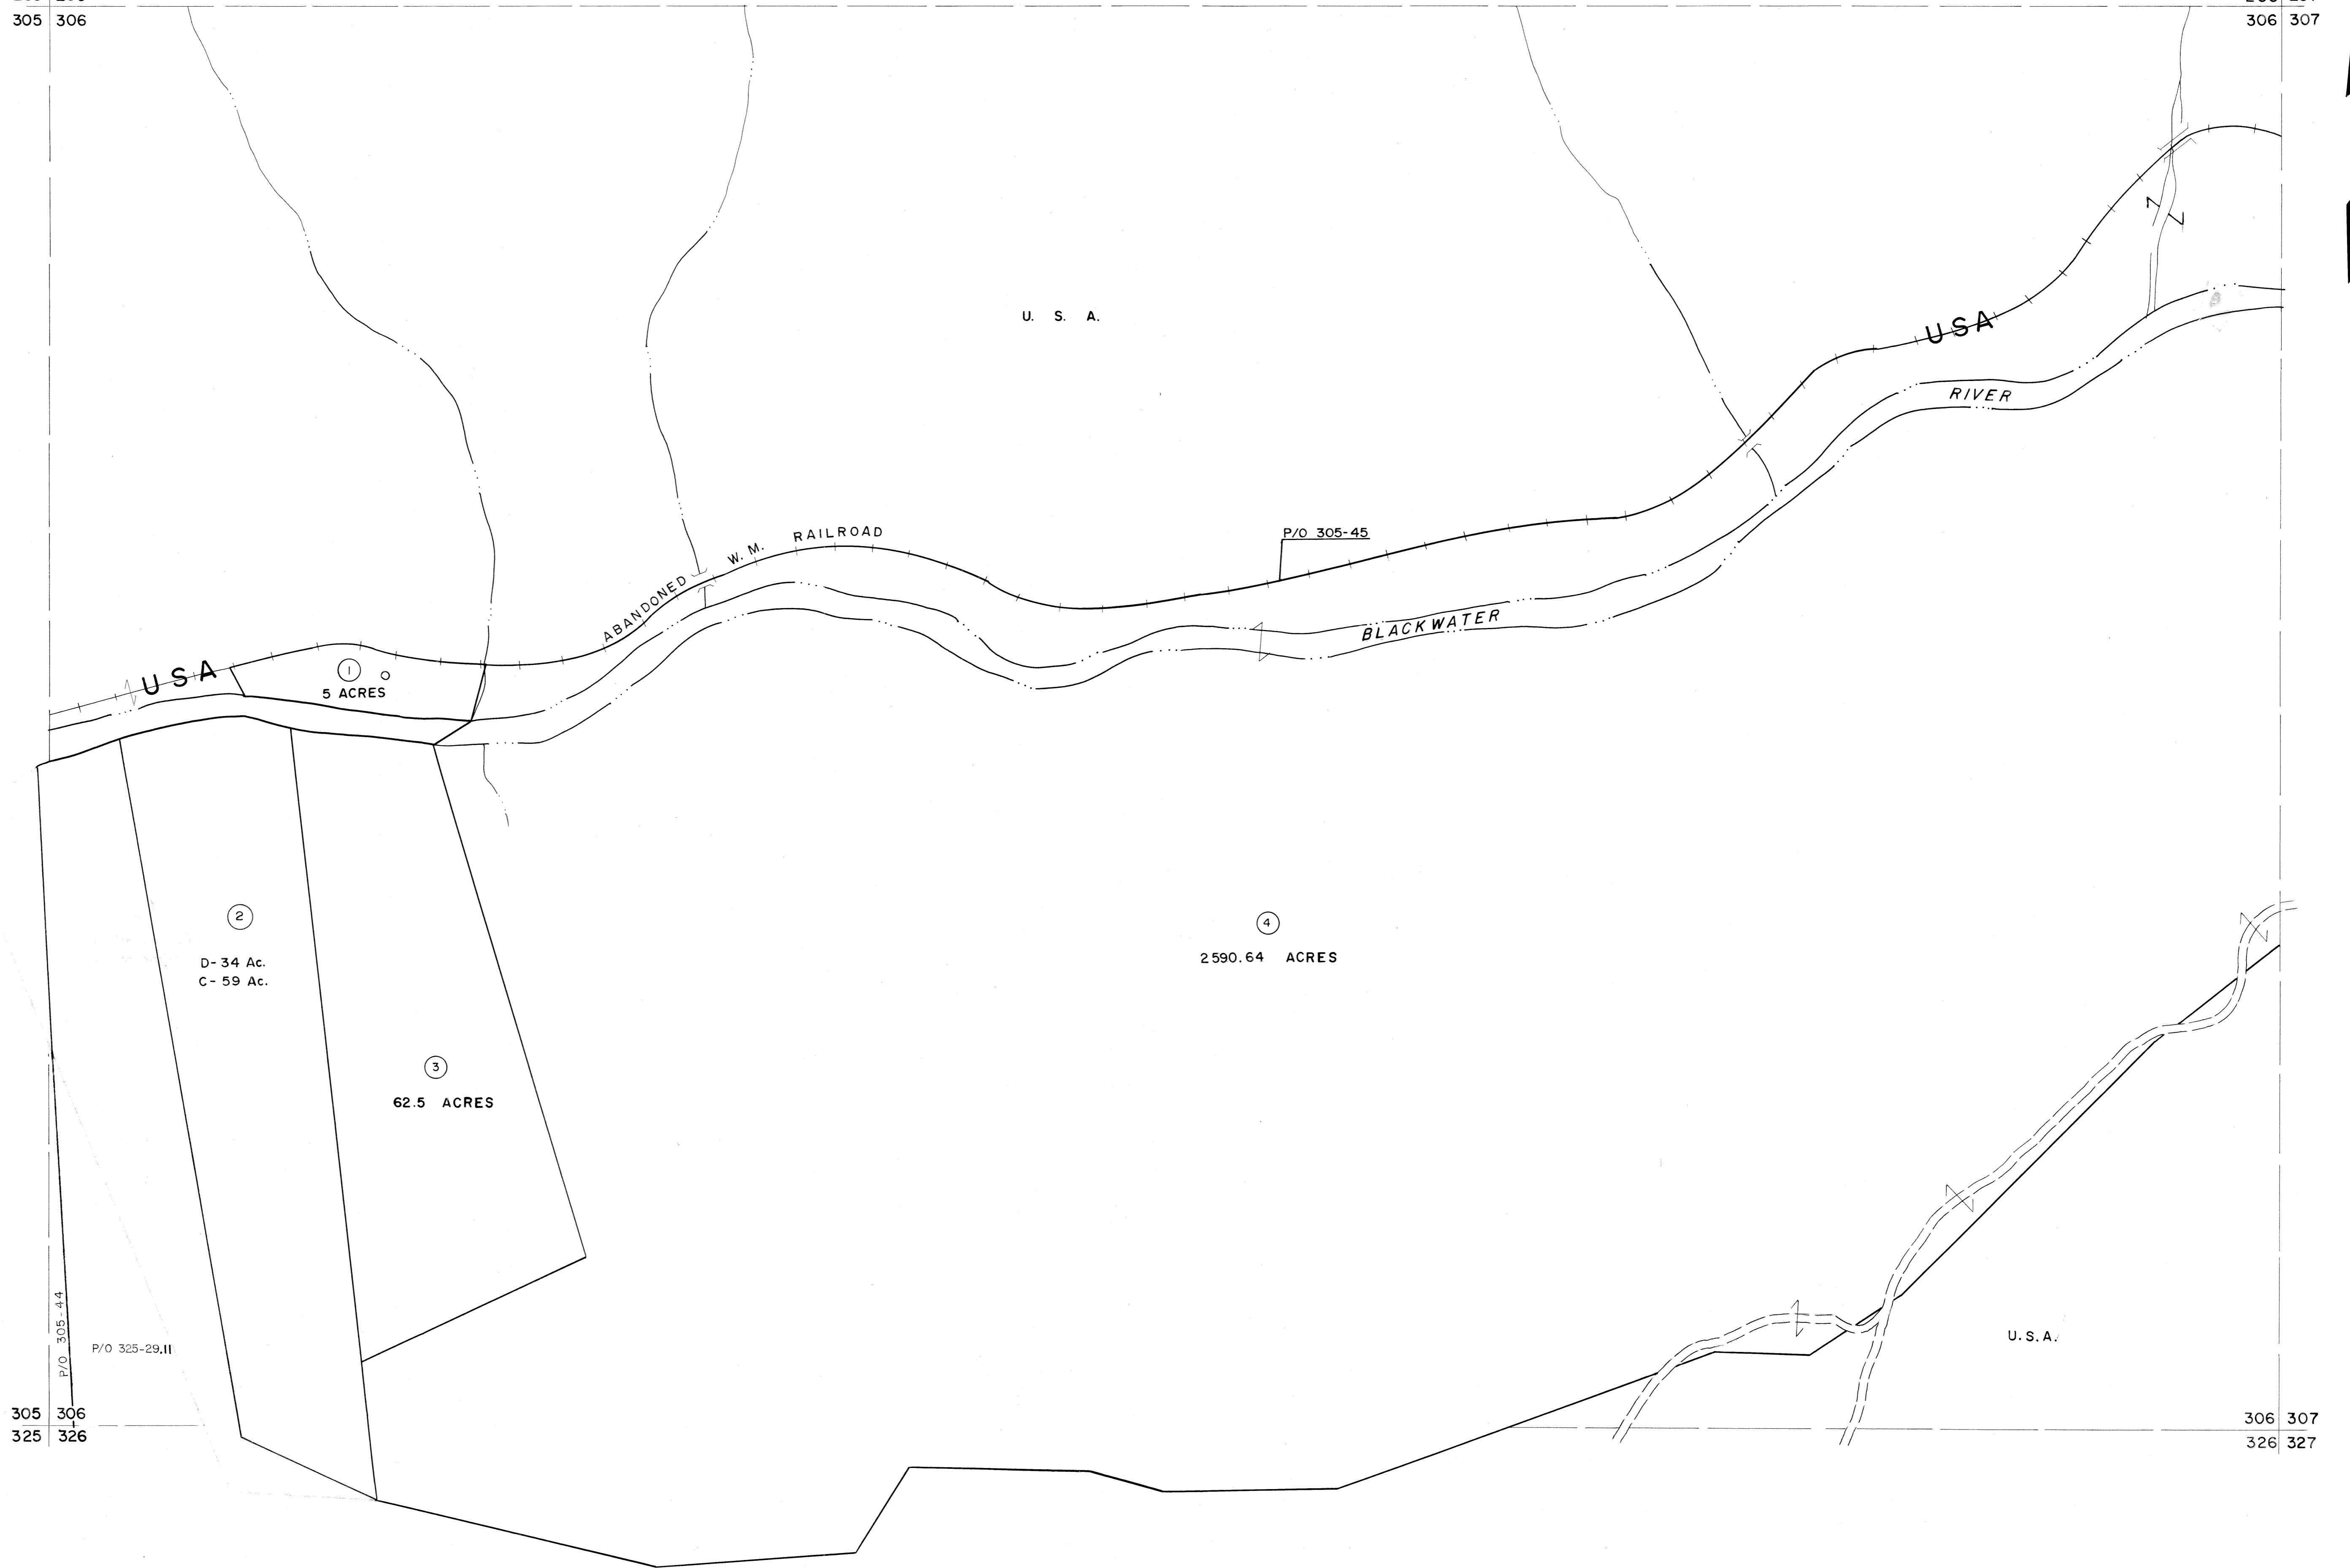 305 306
306 307
U. S. A.
USA
RIVER
P/O 305-45
ABANDONED W. M. RAILROAD
BLACKWATER
USA
1
5 ACRES
2
D-34 Ac.
C-59 Ac.
4
2590.64 ACRES
3
62.5 ACRES
P/O 305-44
P/O 325-29.11
U.S.A.
305 306
325 326
306 307
326 327